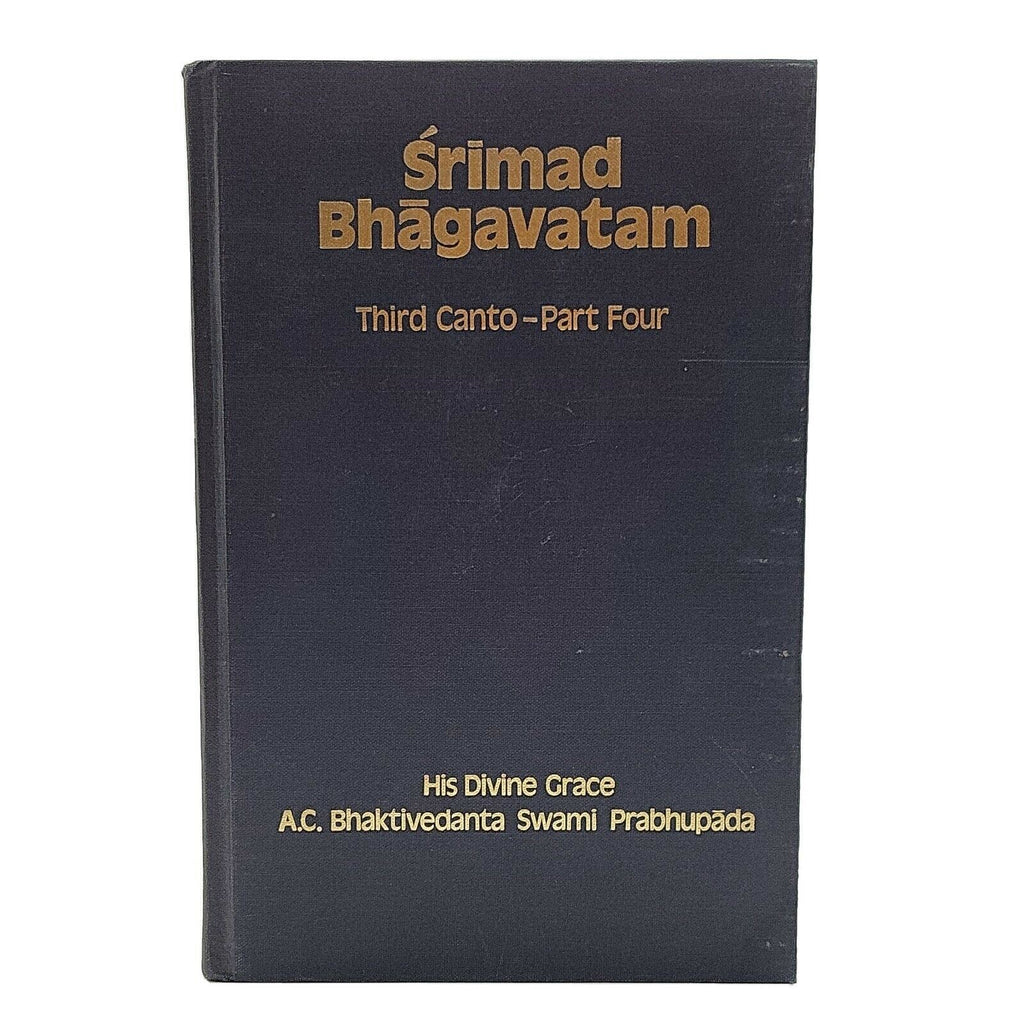 Śrīmad
Bhāgavatam
Third Canto–Part Four
His Divine Grace
A.C. Bhaktivedanta Swami Prabhupāda